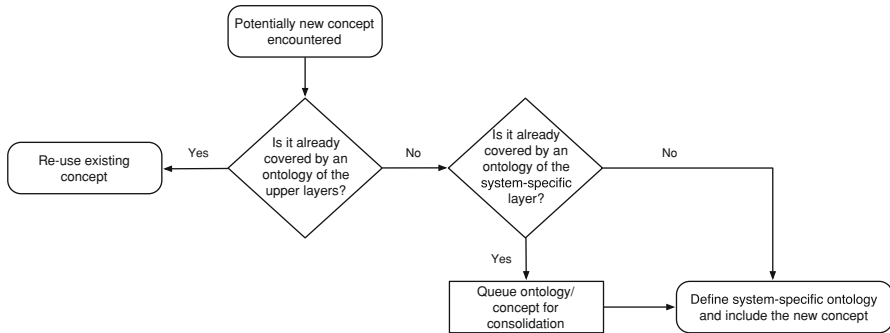 Potentially new concept
encountered
Is it already
covered by an
ontology of the
upper layers?
Yes
Re-use existing
concept
No
Is it already
covered by an
ontology of the
system-specific
layer?
No
Yes
Queue ontology/
concept for
consolidation
Define system-specific ontology
and include the new concept